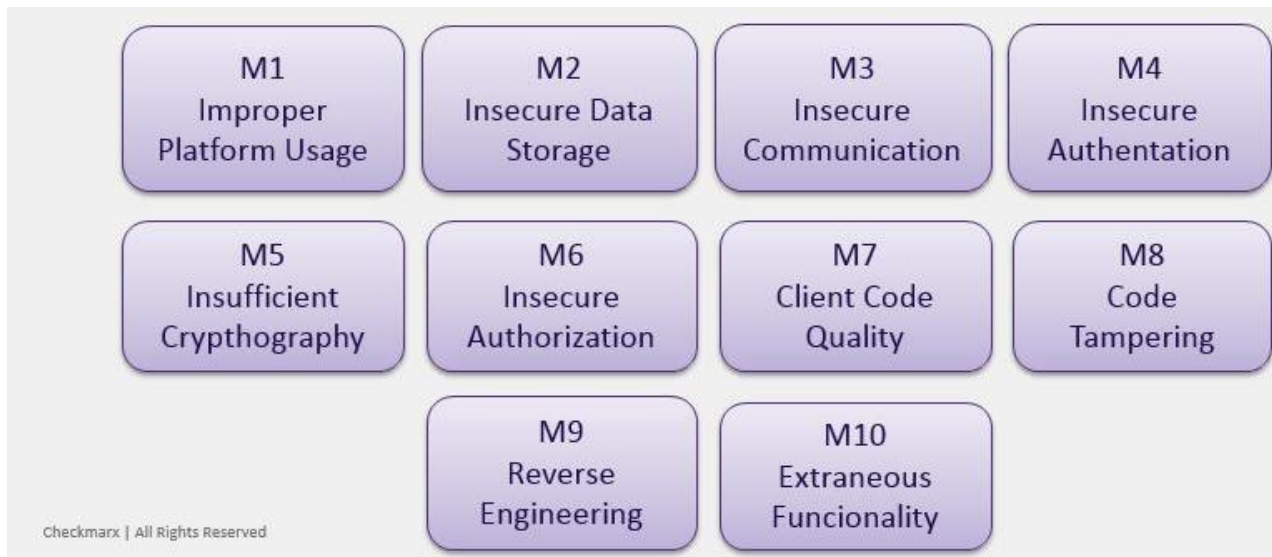 M1
Improper
Platform Usage
M2
Insecure Data
Storage
M3
Insecure
Communication
M4
Insecure
Authentation
M5
Insufficient
Crypthography
M6
Insecure
Authorization
M7
Client Code
Quality
M8
Code
Tampering
M9
Reverse
Engineering
M10
Extraneous
Funcionality
Checkmarx | All Rights Reserved